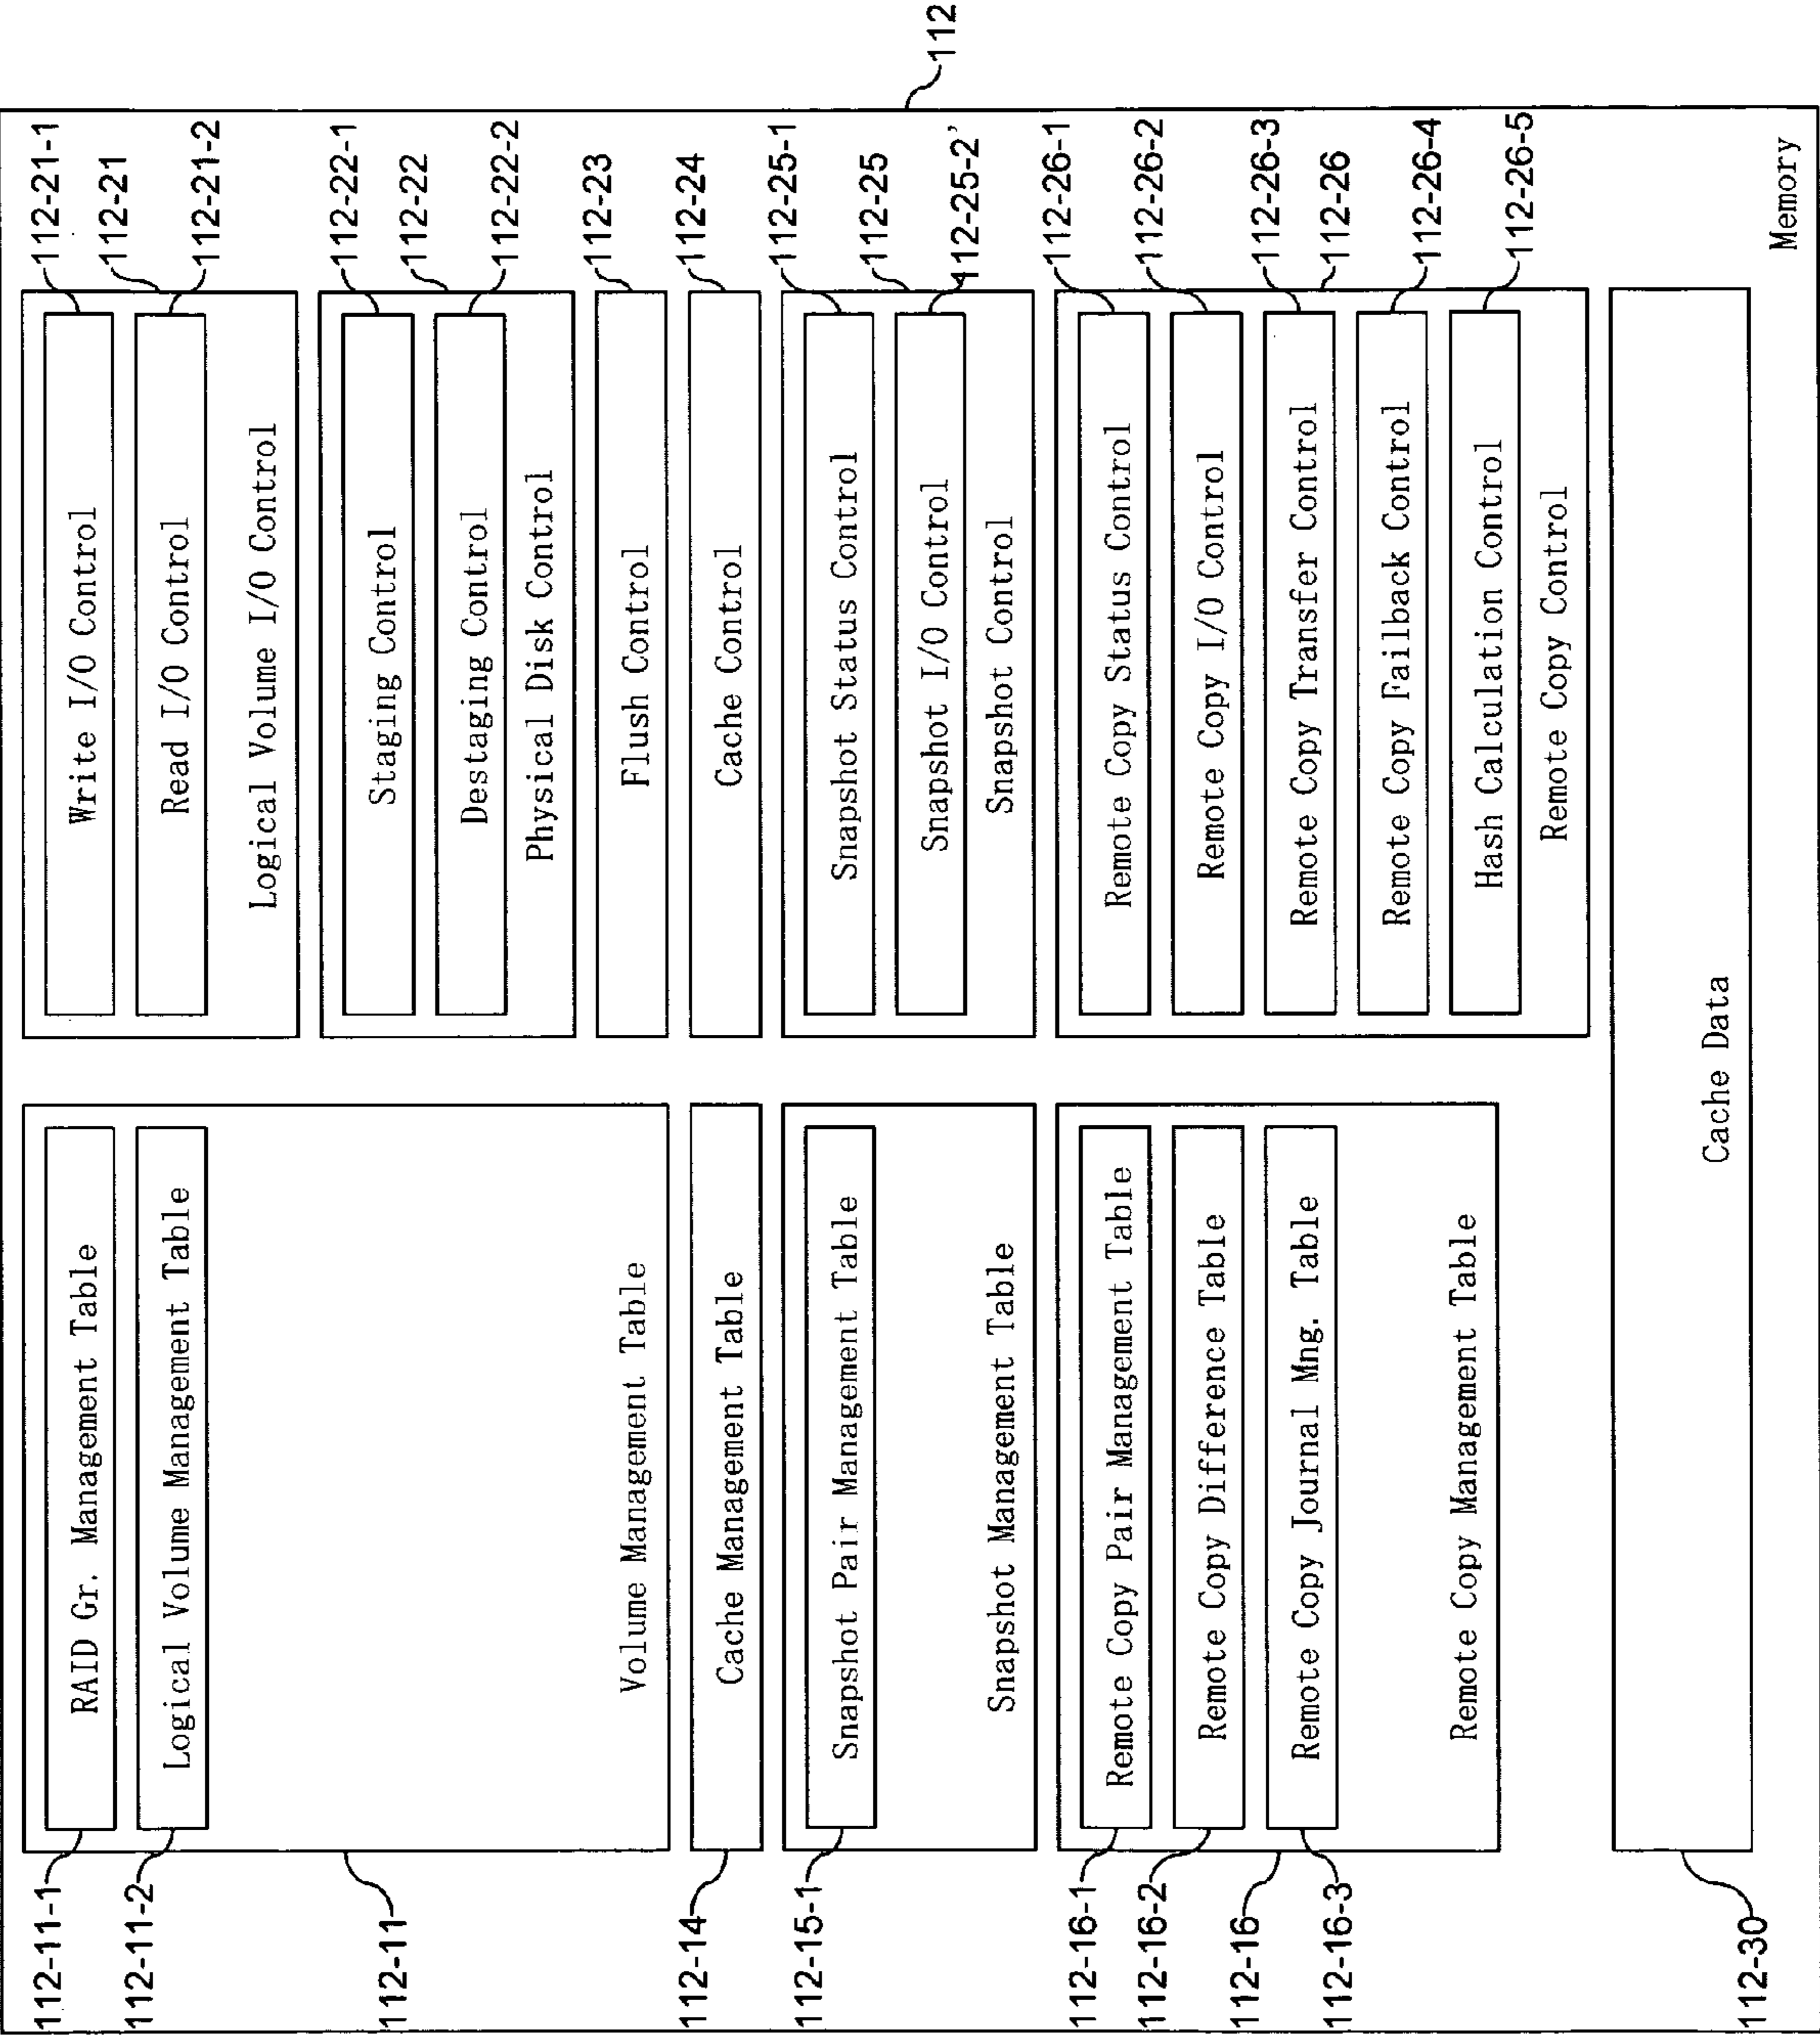 112-11-1
RAID Gr. Management Table
112-11-2
Logical Volume Management Table
112-11
Volume Management Table
112-14
Cache Management Table
112-15-1
Snapshot Pair Management Table
Snapshot Management Table
112-16-1
Remote Copy Pair Management Table
112-16-2
Remote Copy Difference Table
112-16
112-16-3
Remote Copy Journal Mng. Table
Remote Copy Management Table
Write I/O Control
112-21-1
112-21
Read I/O Control
112-21-2
Logical Volume I/O Control
Staging Control
112-22-1
112-22
Destaging Control
112-22-2
Physical Disk Control
Flush Control
112-23
Cache Control
112-24
Snapshot Status Control
112-25-1
112-25
Snapshot I/O Control
112-25-2'
Snapshot Control
Remote Copy Status Control
112-26-1
Remote Copy I/O Control
112-26-2
Remote Copy Transfer Control
112-26-3
112-26
Remote Copy Failback Control
112-26-4
Hash Calculation Control
112-26-5
Remote Copy Control
112-30
Cache Data
Memory
112